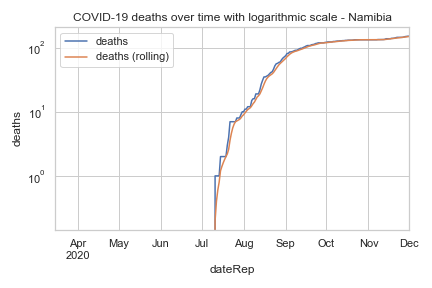 COVID-19 deaths over time with logarithmic scale - Namibia
deaths
deaths (rolling)
10²
10¹
10⁰
deaths
Apr May Jun Jul Aug Sep Oct Nov Dec
2020
dateRep